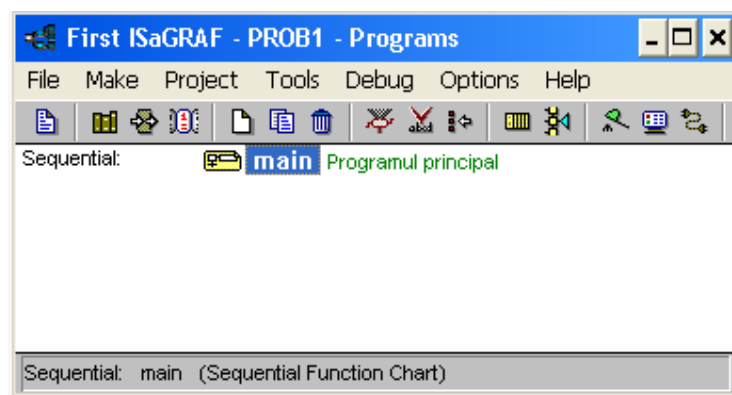 First ISaGRAF - PROB1 - Programs
File Make Project Tools Debug Options Help
Sequential: main Programul principal
Sequential: main (Sequential Function Chart)